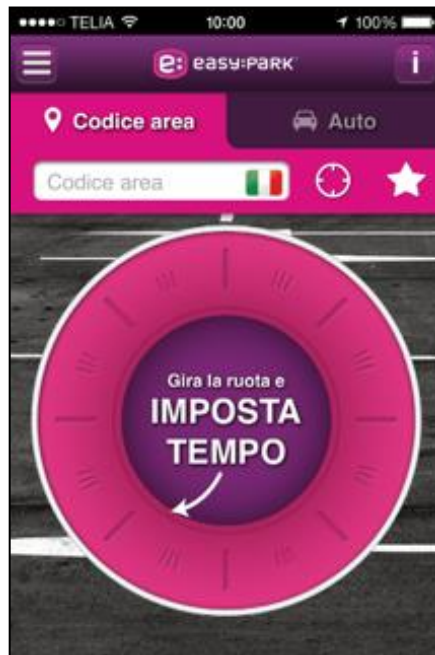 TELIA 10:00 100%
e: easy:PARK i
Codice area Auto
Codice area
Gira la ruota e
IMPOSTA
TEMPO